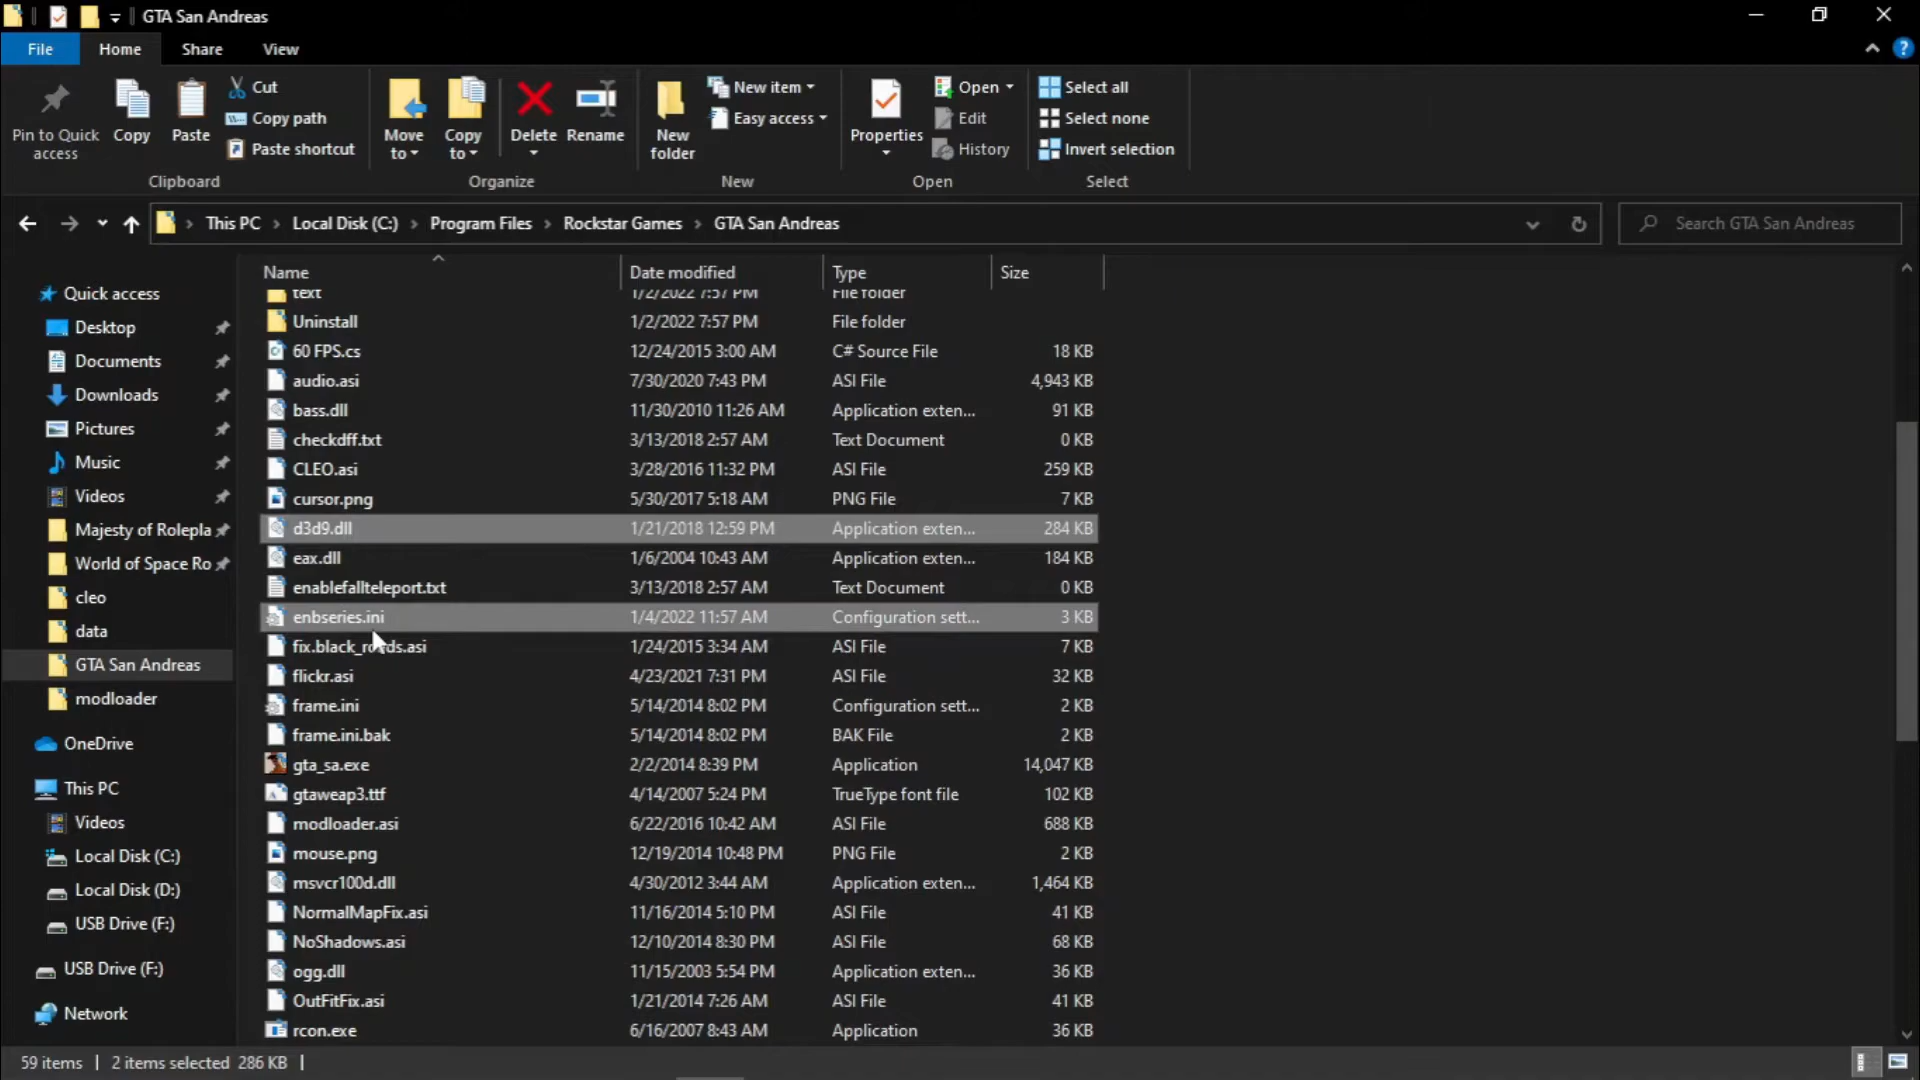 GTA San Andreas
File Home Share View
Pin to Quick access
Copy
Paste
Cut
Copy path
Paste shortcut
Move to
Copy to
Delete
Rename
New folder
New item
Easy access
Properties
Open
Edit
History
Select all
Select none
Invert selection
Clipboard Organize New Open Select
This PC > Local Disk (C:) > Program Files > Rockstar Games > GTA San Andreas
Search GTA San Andreas
Quick access
Desktop
Documents
Downloads
Pictures
Music
Videos
Majesty of Rolepla
World of Space Ro
cleo
data
GTA San Andreas
modloader
OneDrive
This PC
Videos
Local Disk (C:)
Local Disk (D:)
USB Drive (F:)
USB Drive (F:)
Network
Name Date modified Type Size
text 1/2/2022 7:57 PM File folder
Uninstall 1/2/2022 7:57 PM File folder
60 FPS.cs 12/24/2015 3:00 AM C# Source File 18 KB
audio.asi 7/30/2020 7:43 PM ASI File 4,943 KB
bass.dll 11/30/2010 11:26 AM Application exten... 91 KB
checkdff.txt 3/13/2018 2:57 AM Text Document 0 KB
CLEO.asi 3/28/2016 11:32 PM ASI File 259 KB
cursor.png 5/30/2017 5:18 AM PNG File 7 KB
d3d9.dll 1/21/2018 12:59 PM Application exten... 284 KB
eax.dll 1/6/2004 10:43 AM Application exten... 184 KB
enablefallteleport.txt 3/13/2018 2:57 AM Text Document 0 KB
enbseries.ini 1/4/2022 11:57 AM Configuration sett... 3 KB
fix.black_roads.asi 1/24/2015 3:34 AM ASI File 7 KB
flickr.asi 4/23/2021 7:31 PM ASI File 32 KB
frame.ini 5/14/2014 8:02 PM Configuration sett... 2 KB
frame.ini.bak 5/14/2014 8:02 PM BAK File 2 KB
gta_sa.exe 2/2/2014 8:39 PM Application 14,047 KB
gtaweap3.ttf 4/14/2007 5:24 PM TrueType font file 102 KB
modloader.asi 6/22/2016 10:42 AM ASI File 688 KB
mouse.png 12/19/2014 10:48 PM PNG File 2 KB
msvcr100d.dll 4/30/2012 3:44 AM Application exten... 1,464 KB
NormalMapFix.asi 11/16/2014 5:10 PM ASI File 41 KB
NoShadows.asi 12/10/2014 8:30 PM ASI File 68 KB
ogg.dll 11/15/2003 5:54 PM Application exten... 36 KB
OutFitFix.asi 1/21/2014 7:26 AM ASI File 41 KB
rcon.exe 6/16/2007 8:43 AM Application 36 KB
59 items | 2 items selected 286 KB |